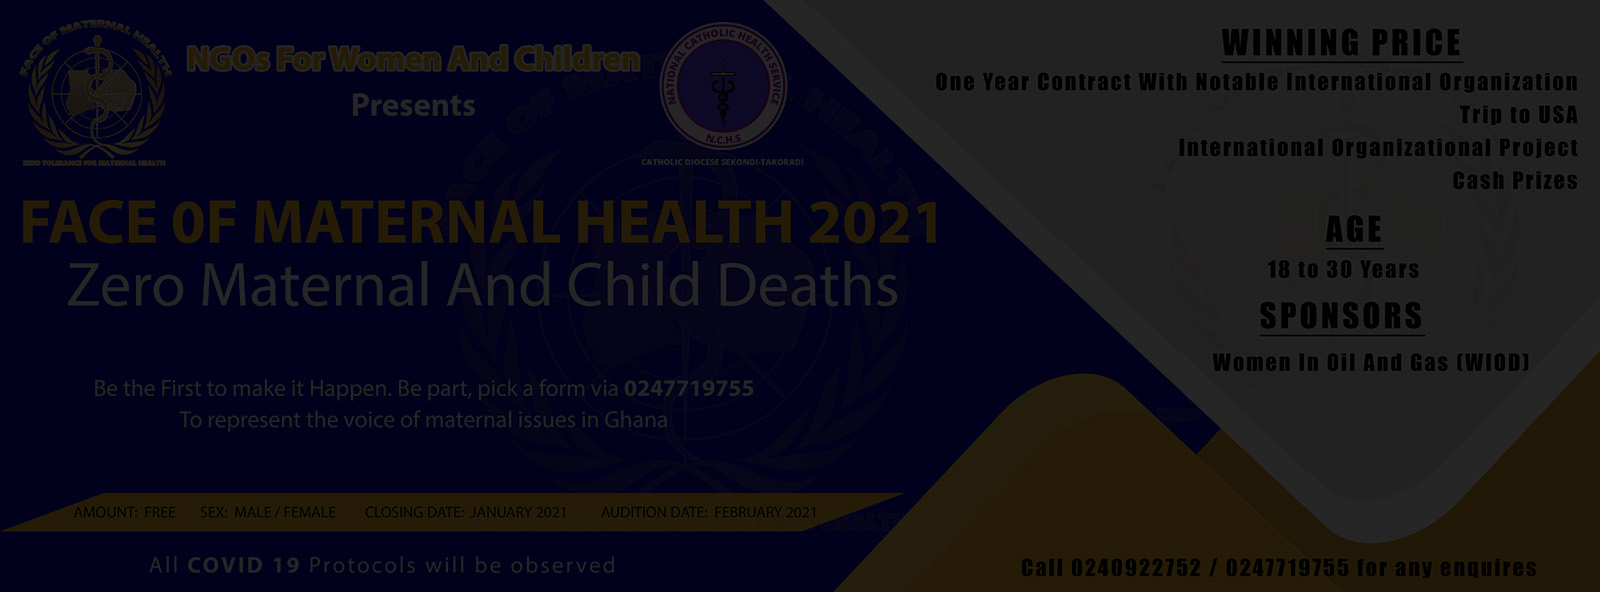 FACE OF MATERNAL HEALTH
ZERO TOLERANCE FOR MATERNAL HEALTH
NGOs For Women And Children
Presents
NATIONAL CATHOLIC HEALTH SERVICE
N.C.H.S
CATHOLIC DIOCESE SEKONDI-TAKORADI
FACE 0F MATERNAL HEALTH 2021
Zero Maternal And Child Deaths
Be the First to make it Happen. Be part, pick a form via 0247719755
To represent the voice of maternal issues in Ghana
AMOUNT: FREE SEX: MALE / FEMALE CLOSING DATE: JANUARY 2021 AUDITION DATE: FEBRUARY 2021
All COVID 19 Protocols will be observed
WINNING PRICE
One Year Contract With Notable International Organization
Trip to USA
International Organizational Project
Cash Prizes
AGE
18 to 30 Years
SPONSORS
Women In Oil And Gas (WIOD)
Call 0240922752 / 0247719755 for any enquires